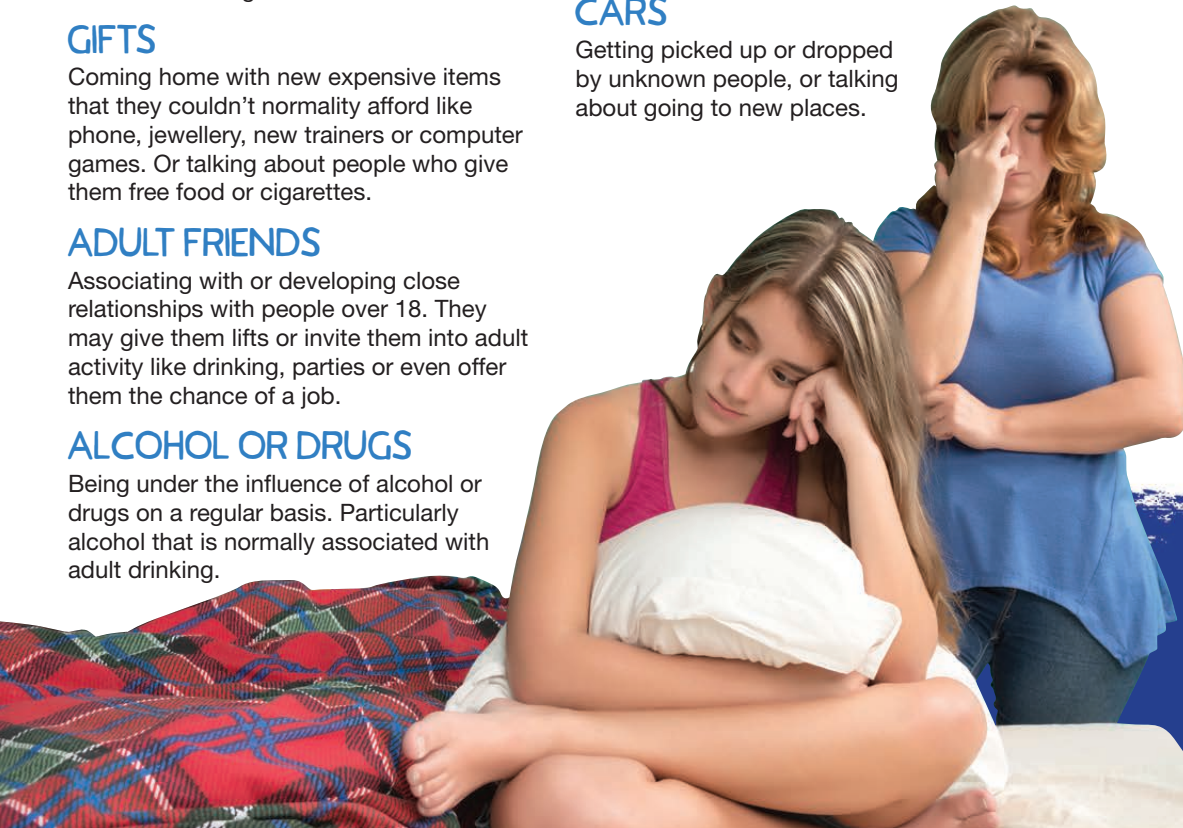 GIFTS
Coming home with new expensive items
that they couldn’t normality afford like
phone, jewellery, new trainers or computer
games. Or talking about people who give
them free food or cigarettes.
ADULT FRIENDS
Associating with or developing close
relationships with people over 18. They
may give them lifts or invite them into adult
activity like drinking, parties or even offer
them the chance of a job.
ALCOHOL OR DRUGS
Being under the influence of alcohol or
drugs on a regular basis. Particularly
alcohol that is normally associated with
adult drinking.
CARS
Getting picked up or dropped
by unknown people, or talking
about going to new places.